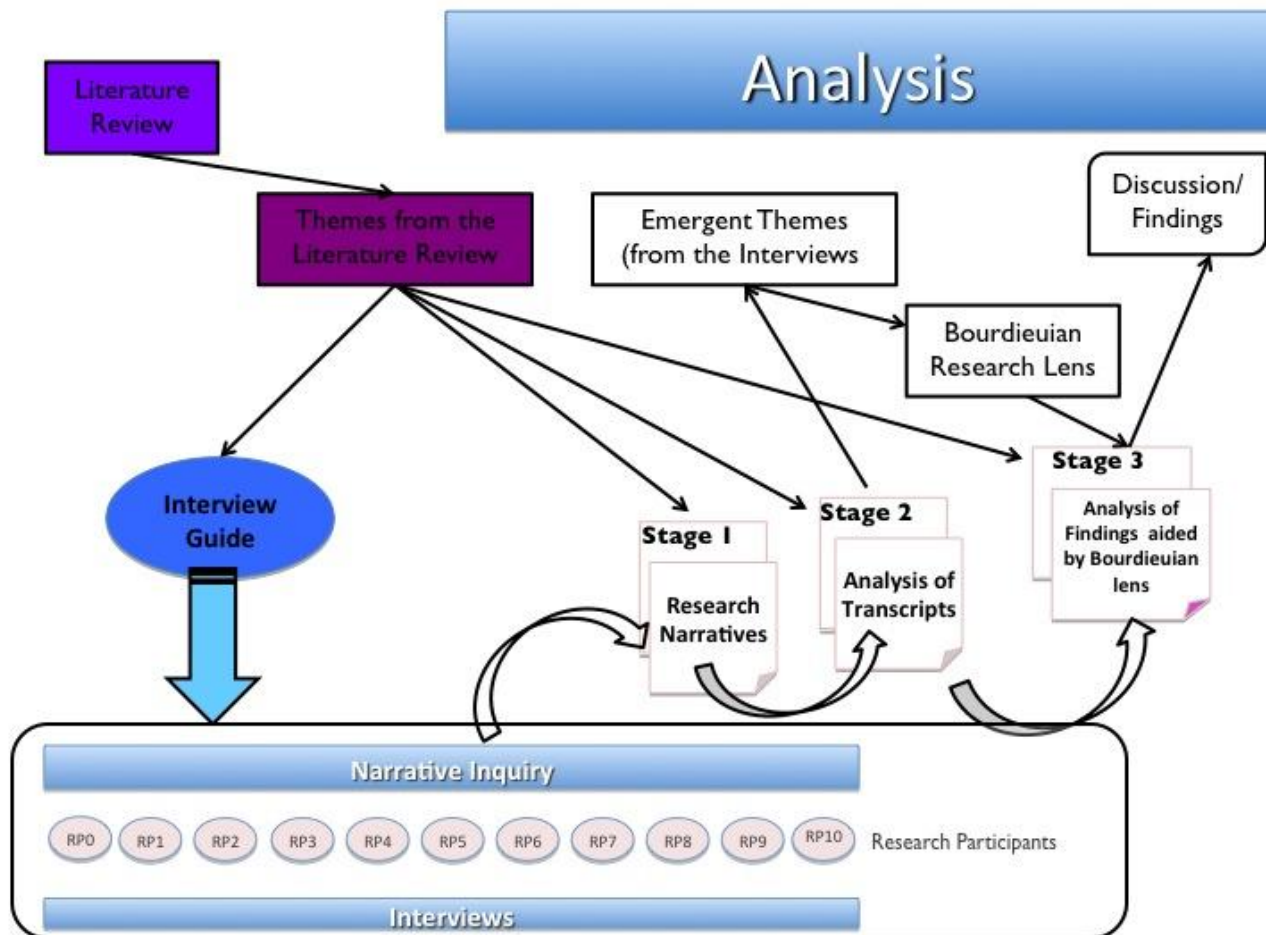 Analysis
Literature
Review
Themes from the
Literature Review
Emergent Themes
(from the Interviews
Discussion/
Findings
Bourdieuian
Research Lens
Interview
Guide
Stage 1
Research
Narratives
Stage 2
Analysis of
Transcripts
Stage 3
Analysis of
Findings aided
by Bourdieuian
lens
Narrative Inquiry
RP0 RP1 RP2 RP3 RP4 RP5 RP6 RP7 RP8 RP9 RP10 Research Participants
Interviews